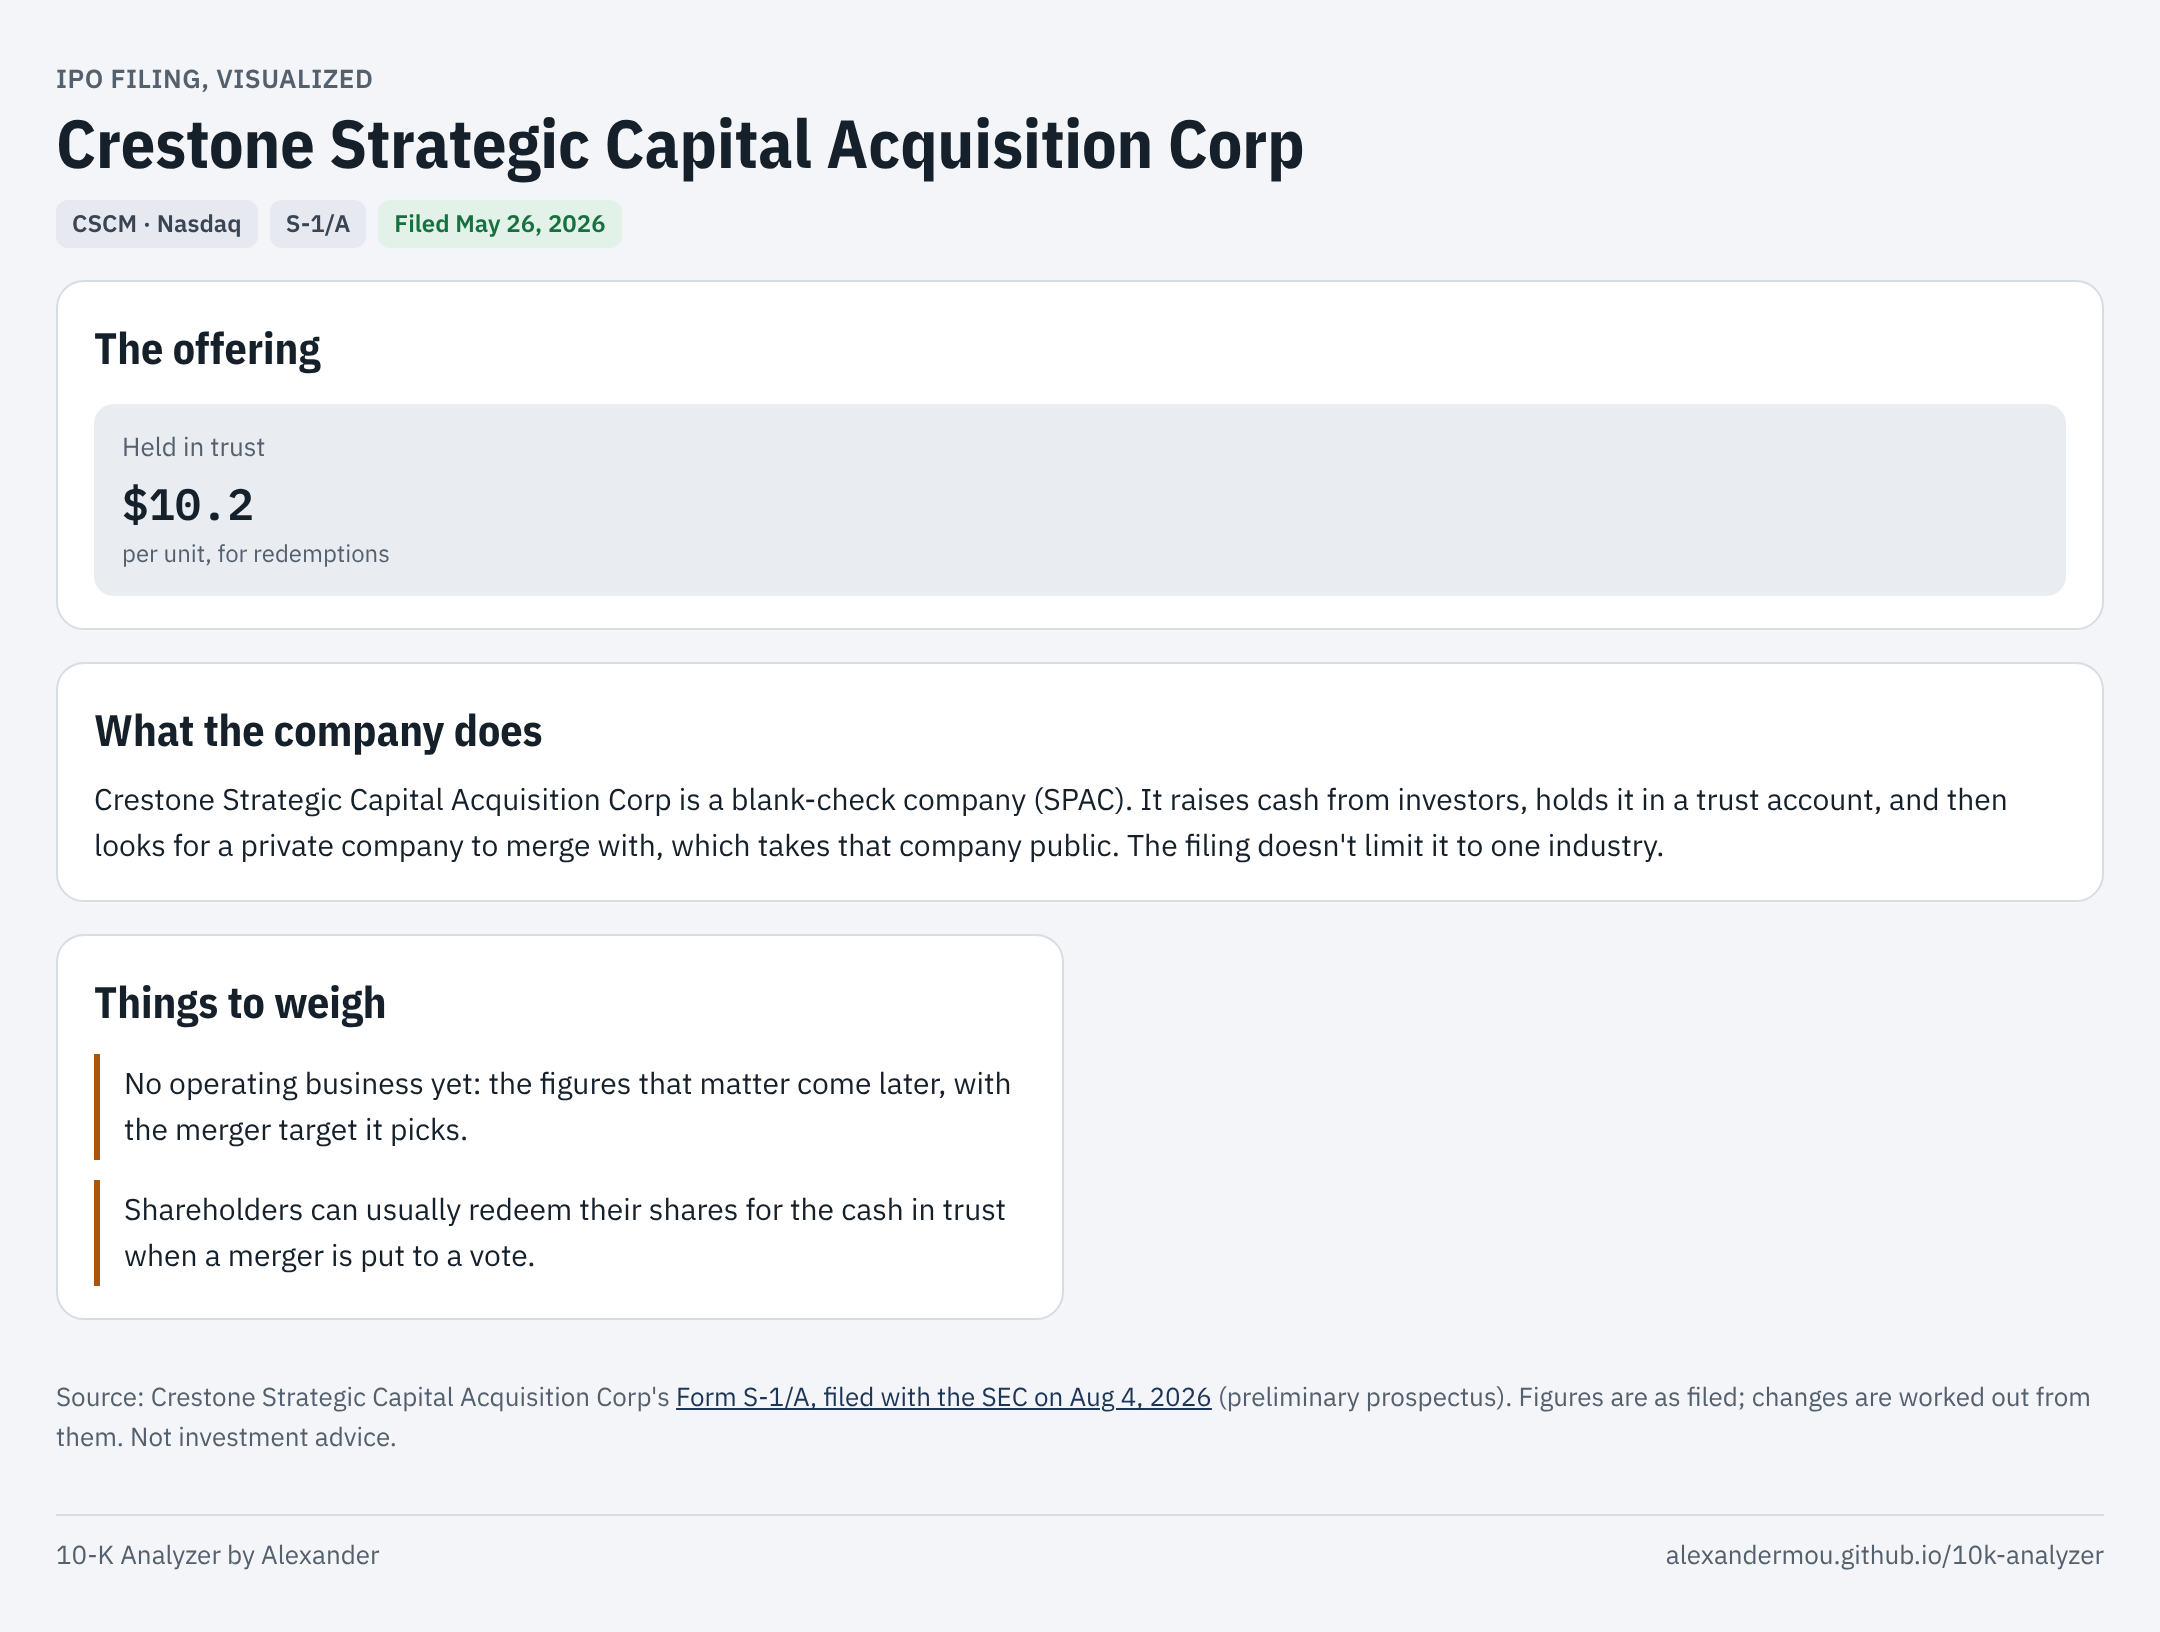 IPO FILING, VISUALIZED
Crestone Strategic Capital Acquisition Corp
CSCM · Nasdaq S-1/A Filed May 26, 2026
The offering
Held in trust
$10.2
per unit, for redemptions
What the company does
Crestone Strategic Capital Acquisition Corp is a blank-check company (SPAC). It raises cash from investors, holds it in a trust account, and then
looks for a private company to merge with, which takes that company public. The filing doesn't limit it to one industry.
Things to weigh
No operating business yet: the figures that matter come later, with
the merger target it picks.
Shareholders can usually redeem their shares for the cash in trust
when a merger is put to a vote.
Source: Crestone Strategic Capital Acquisition Corp's Form S-1/A, filed with the SEC on Aug 4, 2026 (preliminary prospectus). Figures are as filed; changes are worked out from
them. Not investment advice.
10-K Analyzer by Alexander
alexandermou.github.io/10k-analyzer